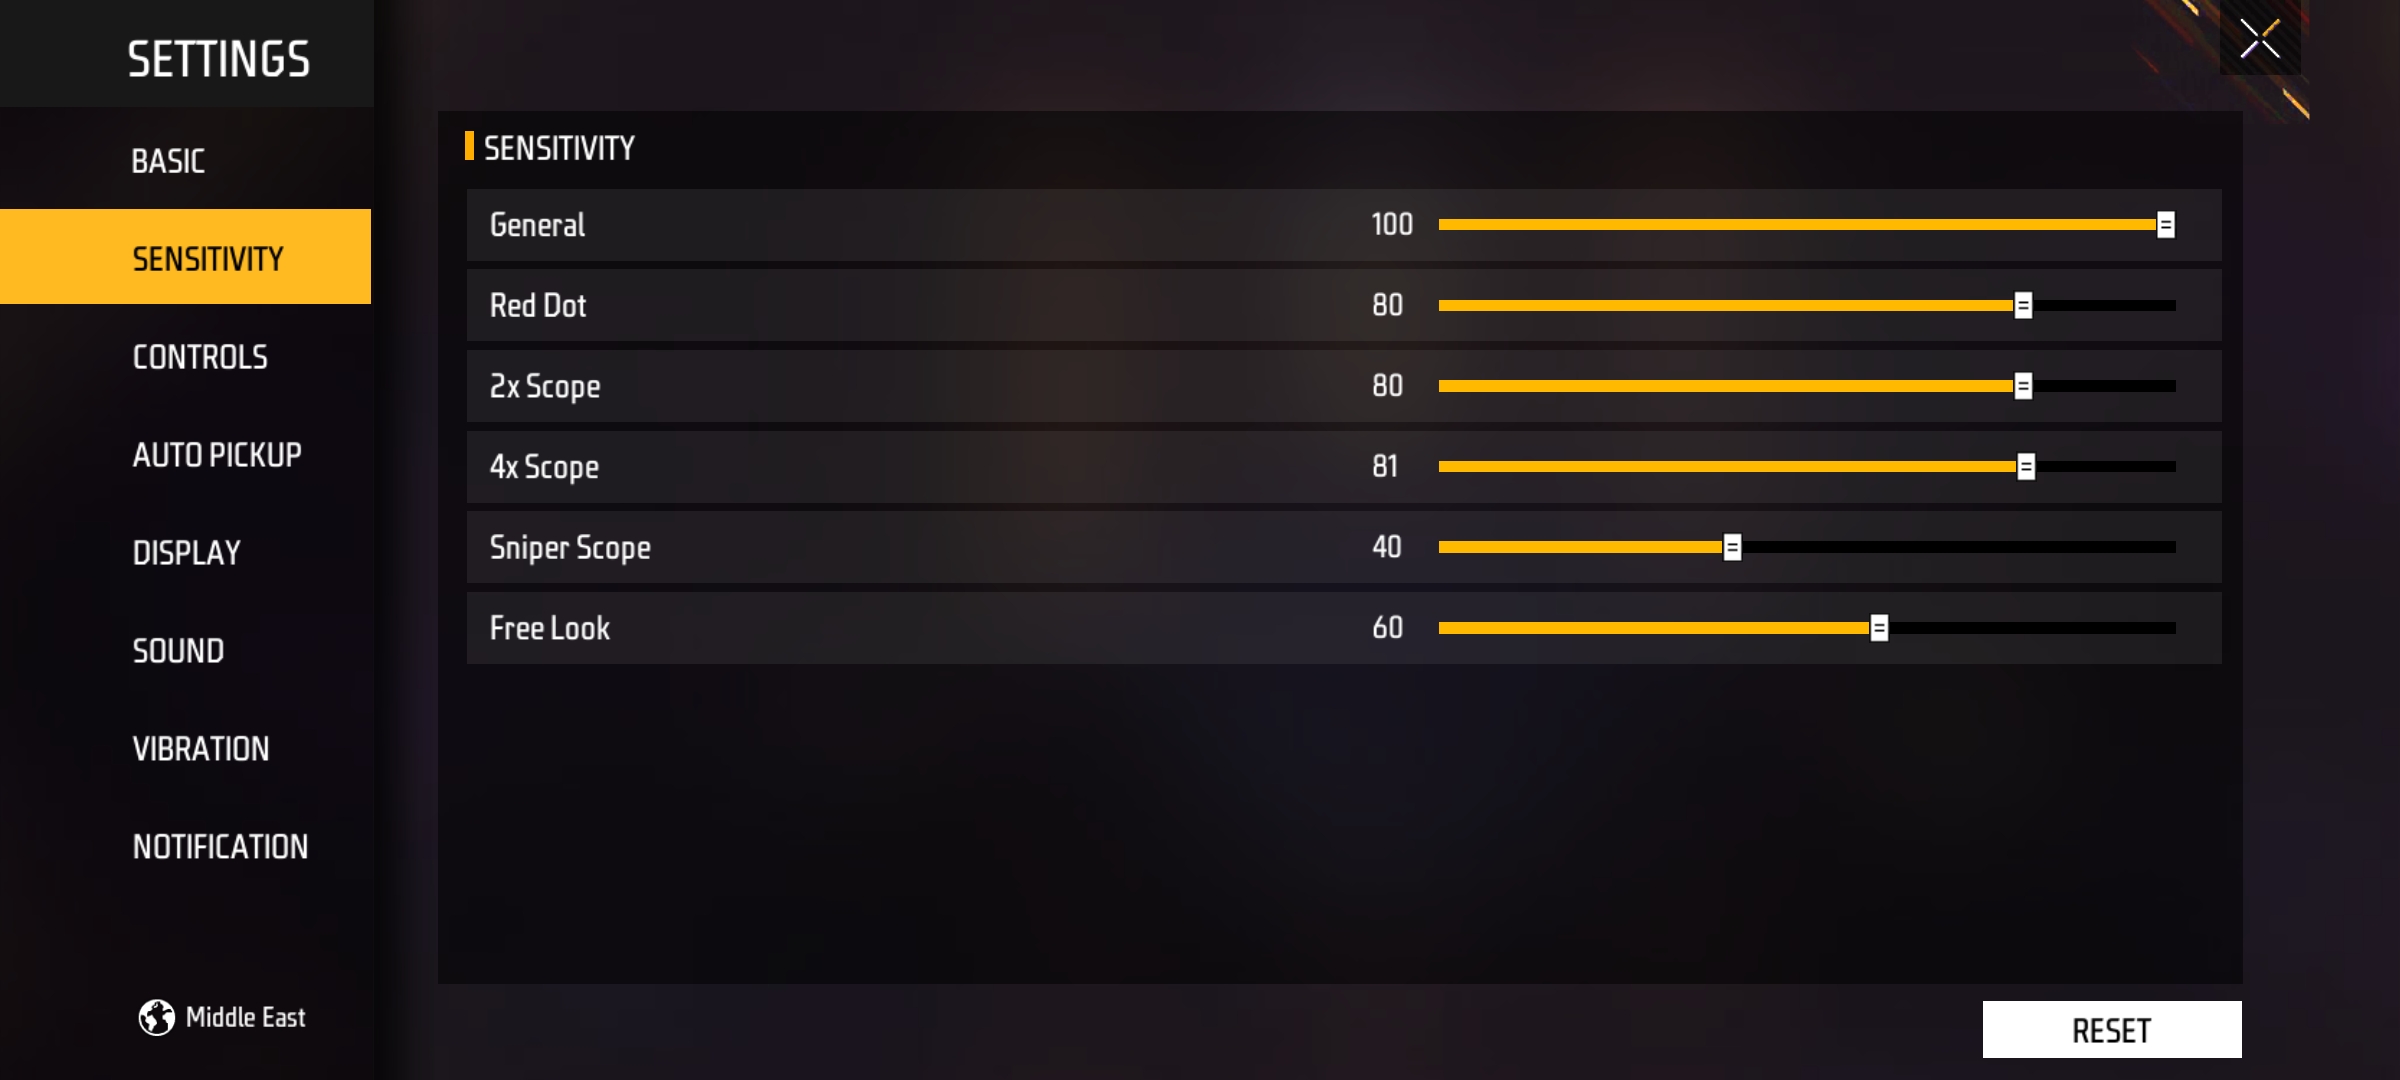 SETTINGS
BASIC
SENSITIVITY
CONTROLS
AUTO PICKUP
DISPLAY
SOUND
VIBRATION
NOTIFICATION
Middle East
SENSITIVITY
General 100
Red Dot 80
2x Scope 80
4x Scope 81
Sniper Scope 40
Free Look 60
RESET